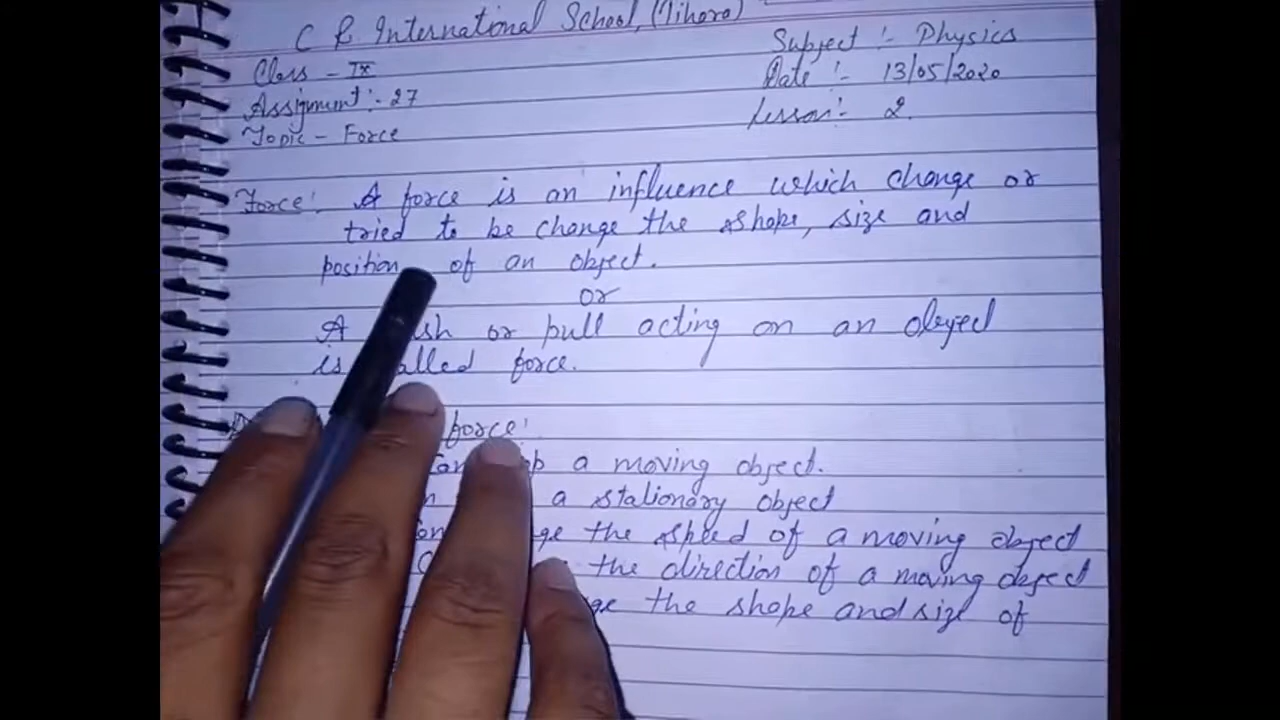 C R International School, (Tihora)
Class - IX
Subject :- Physics
Assignment :- 27
Date :- 13/05/2020
Topic - Force
Lesson :- 2.
Force: A force is an influence which change or
tried to be change the shape, size and
position of an object.
or
A push or pull acting on an object
is called force.
force:
a moving object.
a stationary object
the speed of a moving object
the direction of a moving object
the shape and size of